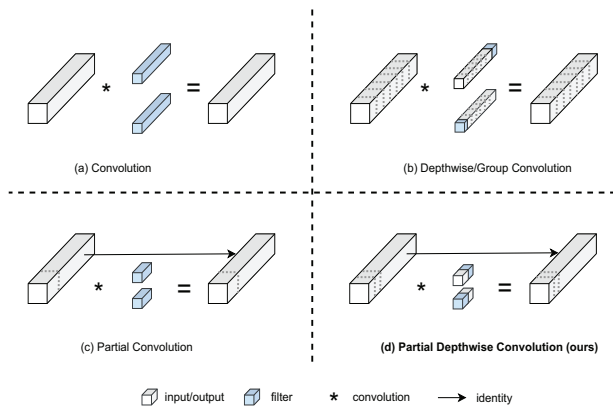 * =
* =
(a) Convolution
(b) Depthwise/Group Convolution
* =
* =
(c) Partial Convolution
(d) Partial Depthwise Convolution (ours)
input/output filter * convolution identity